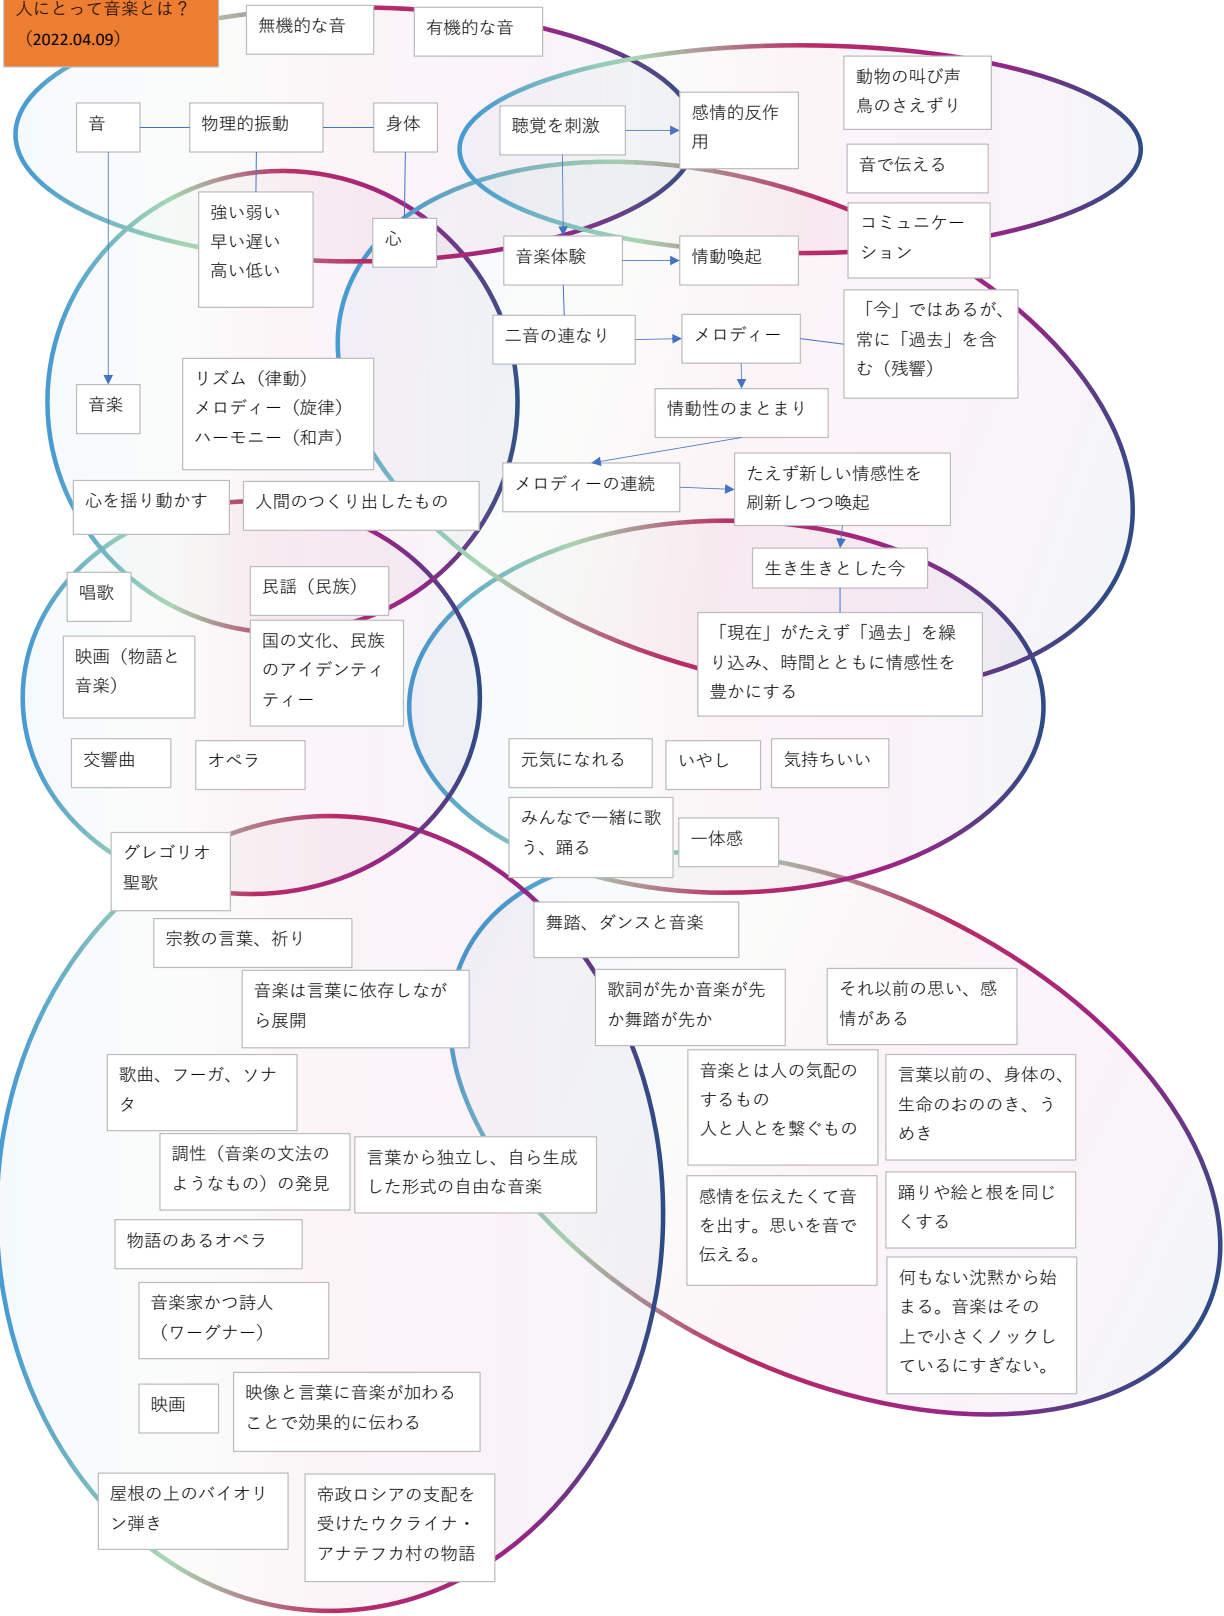 人にとって音楽とは？
（2022.04.09）
無機的な音
有機的な音
動物の叫び声
鳥のさえずり
音
物理的振動
身体
聴覚を刺激
感情的反作
用
音で伝える
強い弱い
早い遅い
高い低い
心
音楽体験
情動喚起
コミュニケー
ション
二音の連なり
メロディー
「今」ではあるが、
常に「過去」を含
む（残響）
音楽
リズム（律動）
メロディー（旋律）
ハーモニー（和声）
情動性のまとまり
メロディーの連続
たえず新しい情感性を
刷新しつつ喚起
心を揺り動かす
人間のつくり出したもの
生き生きとした今
唱歌
民謡（民族）
「現在」がたえず「過去」を繰
り込み、時間とともに情感性を
豊かにする
映画（物語と
音楽）
国の文化、民族
のアイデンティ
ティー
交響曲
オペラ
元気になれる
いやし
気持ちいい
みんなで一緒に歌
う、踊る
一体感
グレゴリオ
聖歌
宗教の言葉、祈り
舞踏、ダンスと音楽
音楽は言葉に依存しなが
ら展開
歌詞が先か音楽が先
か舞踏が先か
それ以前の思い、感
情がある
歌曲、フーガ、ソナ
タ
音楽とは人の気配の
するもの
人と人とを繋ぐもの
言葉以前の、身体の、
生命のおののき、う
めき
調性（音楽の文法の
ようなもの）の発見
言葉から独立し、自ら生成
した形式の自由な音楽
感情を伝えたくて音
を出す。思いを音で
伝える。
踊りや絵と根を同じ
くする
物語のあるオペラ
音楽家かつ詩人
（ワーグナー）
何もない沈黙から始
まる。音楽はその
上で小さくノックし
ているにすぎない。
映画
映像と言葉に音楽が加わる
ことで効果的に伝わる
屋根の上のバイオリ
ン弾き
帝政ロシアの支配を
受けたウクライナ・
アナテフカ村の物語